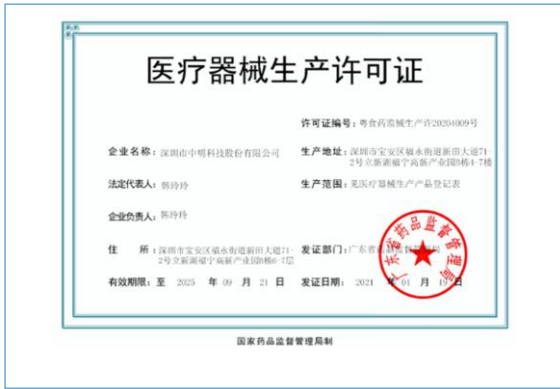 医疗器械生产许可证
许可证编号：粤食药监械生产许20204009号
企业名称：深圳市中明科技股份有限公司
生产地址：深圳市宝安区福永街道新田大道71-
2号立新湖福宁高新产业园B栋4-7楼
法定代表人：韩玲玲
生产范围：见医疗器械生产产品登记表
企业负责人：韩玲玲
住 所：深圳市宝安区福永街道新田大道71-
2号立新湖福宁高新产业园B栋6-7层
发证部门：广东省药品监督管理局
有效期限：至 2025 年 09 月 21 日
发证日期：2021 年 01 月 19 日
广东省药品监督管理局
国家药品监督管理局制